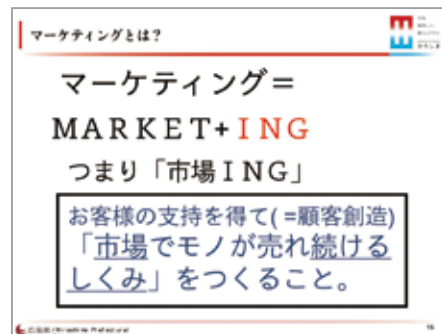 マーケティングとは?
マーケティング＝
MARKET+ING
つまり「市場ING」
お客様の支持を得て(=顧客創造)
「市場でモノが売れ続ける
しくみ」をつくること。